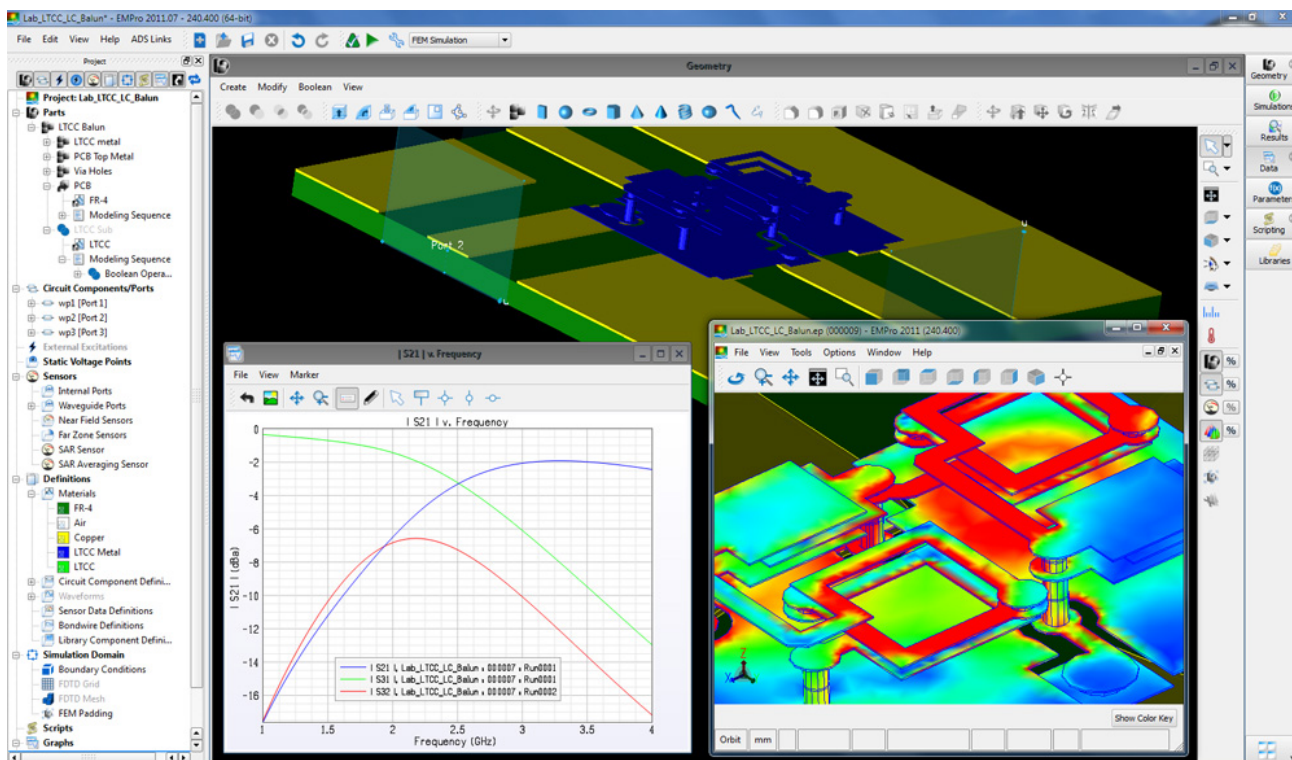 Lab_LTCC_LC_Balun* - EMPro 2011.07 - 240.400 (64-bit)
File Edit View Help ADS Links FEM Simulation
Project
Project: Lab_LTCC_LC_Balun
Parts
LTCC Balun
LTCC metal
PCB Top Metal
Via Holes
PCB
FR-4
Modeling Sequence
LTCC Sub
LTCC
Modeling Sequence
Boolean Opera...
Circuit Components/Ports
wp1 [Port 1]
wp2 [Port 2]
wp3 [Port 3]
External Excitations
Static Voltage Points
Sensors
Internal Ports
Waveguide Ports
Near Field Sensors
Far Zone Sensors
SAR Sensor
SAR Averaging Sensor
Definitions
Materials
FR-4
Air
Copper
LTCC Metal
LTCC
Circuit Component Defini...
Waveforms
Sensor Data Definitions
Bondwire Definitions
Library Component Defini...
Simulation Domain
Boundary Conditions
FDTD Grid
FDTD Mesh
FEM Padding
Scripts
Graphs
Geometry
Create Modify Boolean View
Port 2
u
| S21 | v. Frequency
File View Marker
| S21 | v. Frequency
0
-2
-4
-6
-8
-10
-12
-14
-16
| S21 | (dBa)
| S21 |, Lab_LTCC_LC_Balun : 000007 : Run0001
| S31 |, Lab_LTCC_LC_Balun : 000007 : Run0001
| S32 |, Lab_LTCC_LC_Balun : 000007 : Run0002
1 1.5 2 2.5 3 3.5 4
Frequency (GHz)
Lab_LTCC_LC_Balun.ep (000009) - EMPro 2011 (240.400)
File View Tools Options Window Help
Z
X
Show Color Key
Orbit mm
Geometry
Simulations
Results
Data
f(x)
Parameter
Scripting
Libraries
%
%
%
%